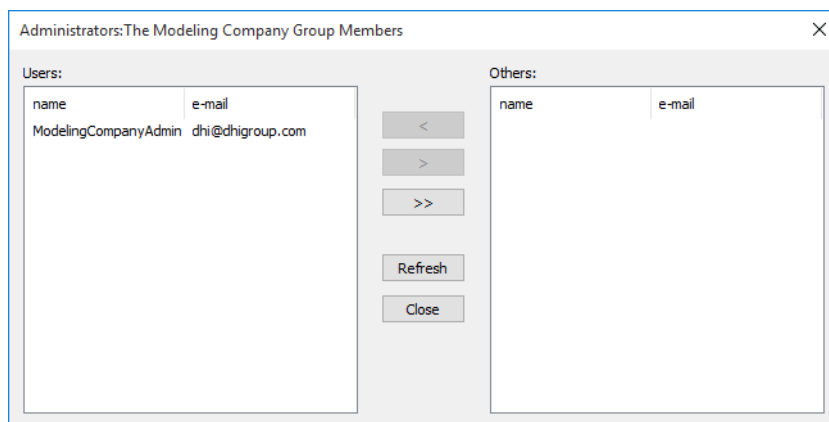 Administrators:The Modeling Company Group Members
Users:
Others:
name e-mail
name e-mail
ModelingCompanyAdmin dhi@dhigroup.com
<
>
>>
Refresh
Close